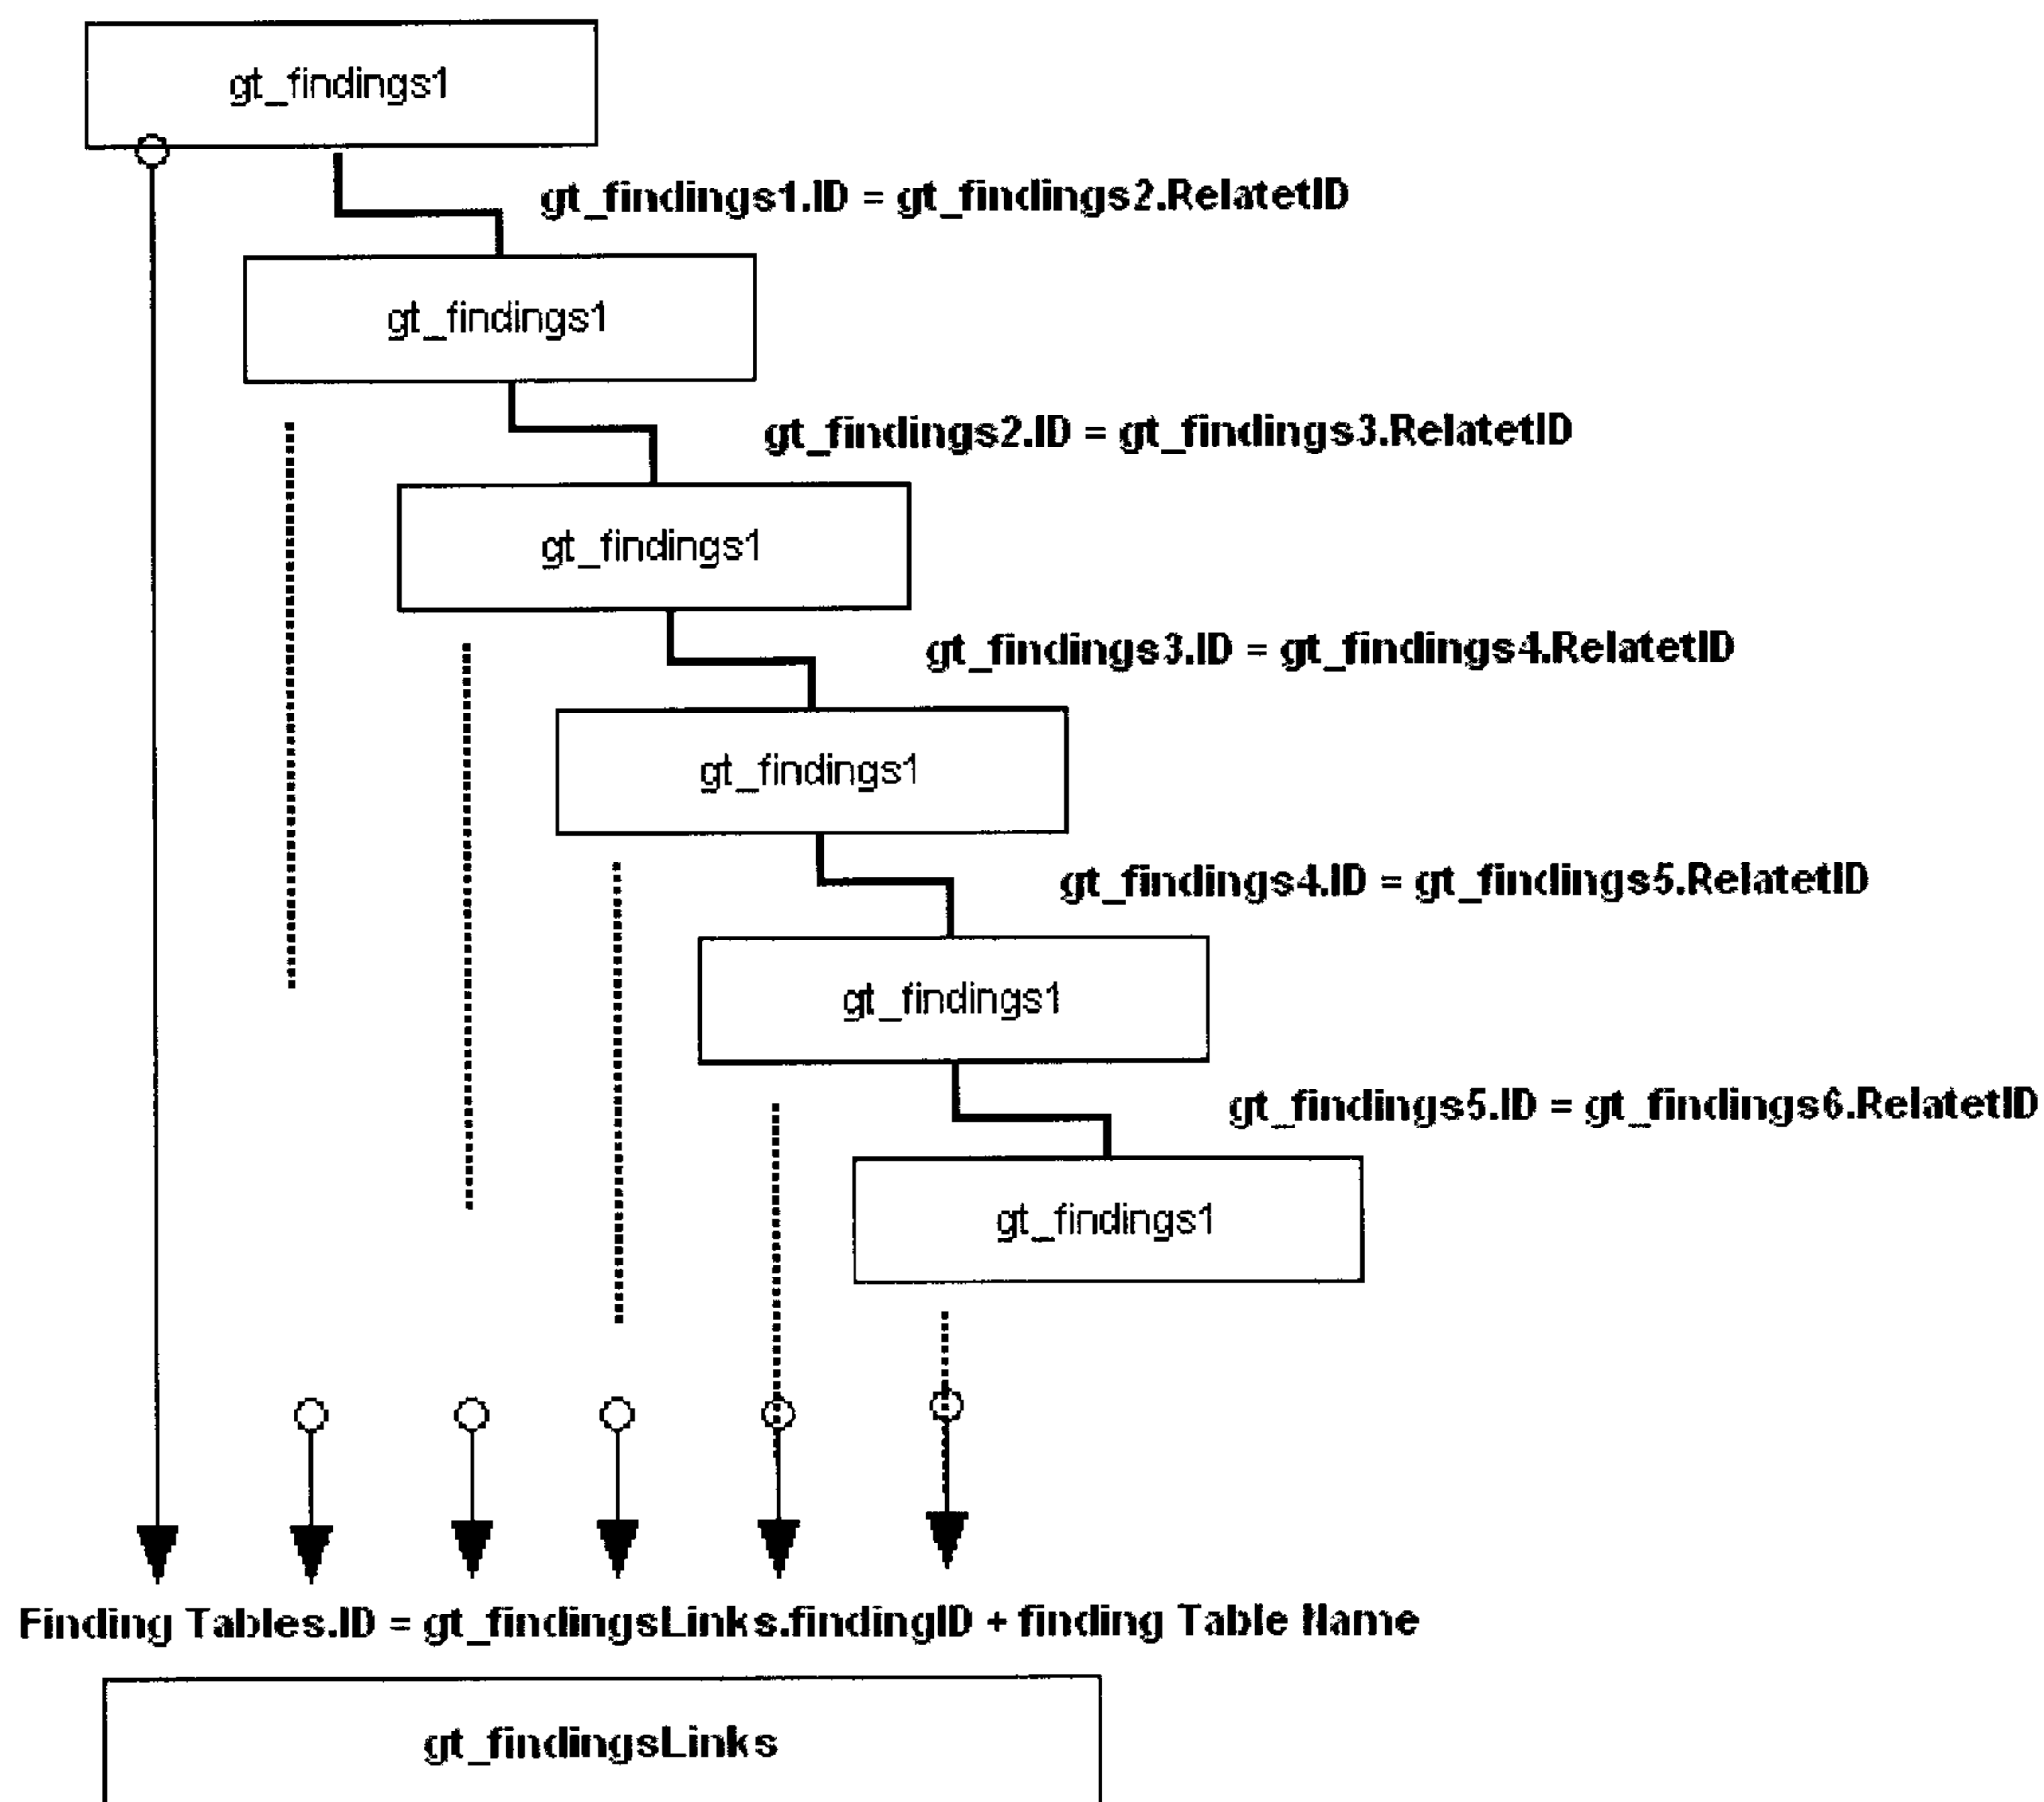 gt_findings1
gt_findings1.ID = gt_findings2.RelatetID
gt_findings1
gt_findings2.ID = gt_findings3.RelatetID
gt_findings1
gt_findings3.ID = gt_findings4.RelatetID
gt_findings1
gt_findings4.ID = gt_findings5.RelatetID
gt_findings1
gt_findings5.ID = gt_findings6.RelatetID
gt_findings1
Finding Tables.ID = gt_findingsLinks.findingID + finding Table Name
gt_findingsLinks